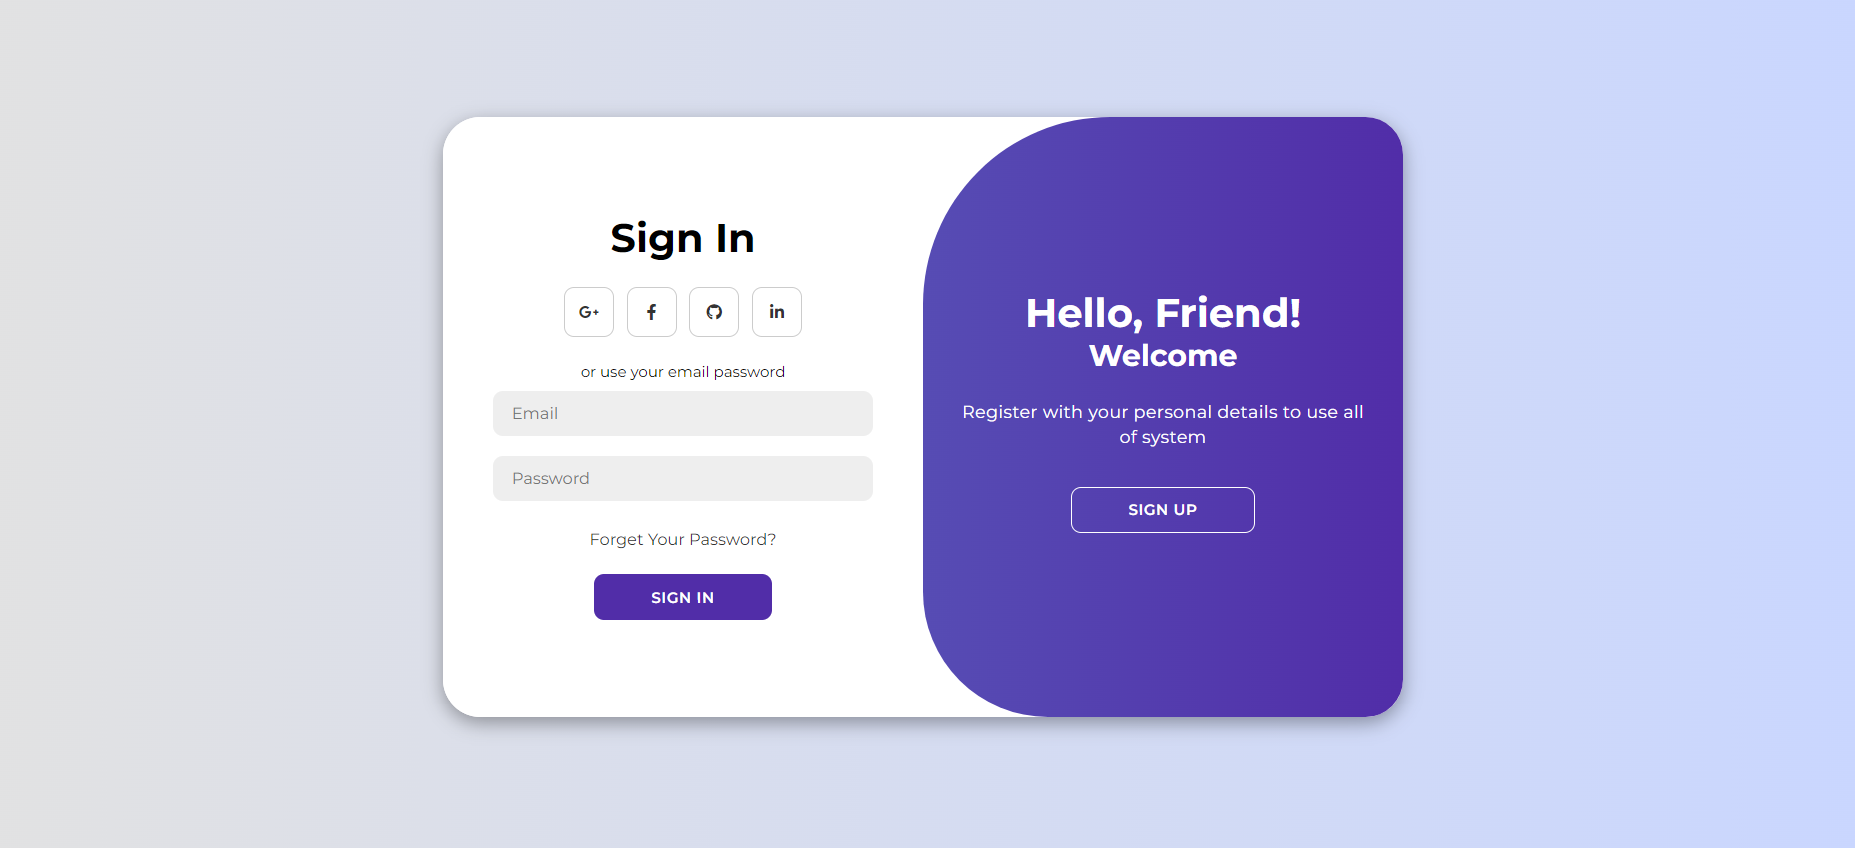 Sign In
G+
f
in
or use your email password
Email
Password
Forget Your Password?
SIGN IN
Hello, Friend!
Welcome
Register with your personal details to use all
of system
SIGN UP